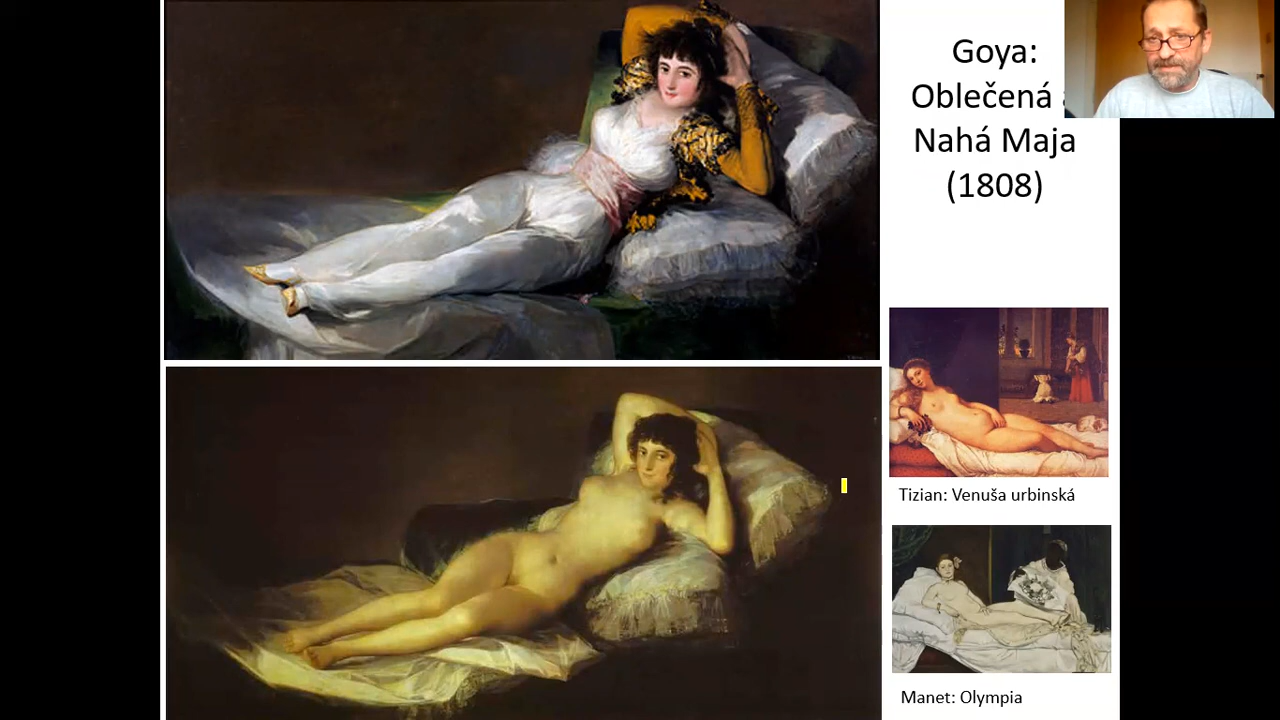 Goya:
Oblečená
Nahá Maja
(1808)
Tizian: Venuša urbinská
Manet: Olympia